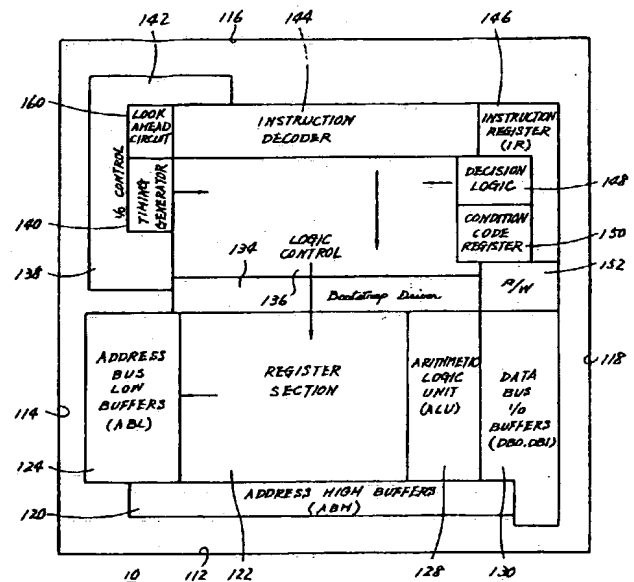 142
116
144
146
160
LOOK
AHEAD
CIRCUIT
INSTRUCTION
DECODER
INSTRUCTION
REGISTER
(IR)
I/O CONTROL
TIMING
GENERATOR
DECISION
LOGIC
148
140
CONDITION
CODE
REGISTER
150
134
LOGIC
CONTROL
152
138
136
R/W
Bootstrap Driver
ADDRESS
BUS
LOW
BUFFERS
(ABL)
REGISTER
SECTION
ARITHMETIC
LOGIC
UNIT
(ALU)
DATA
BUS
I/O
BUFFERS
(DBO,DBI)
118
114
124
ADDRESS HIGH BUFFERS
(ABH)
120
10
112
122
128
130